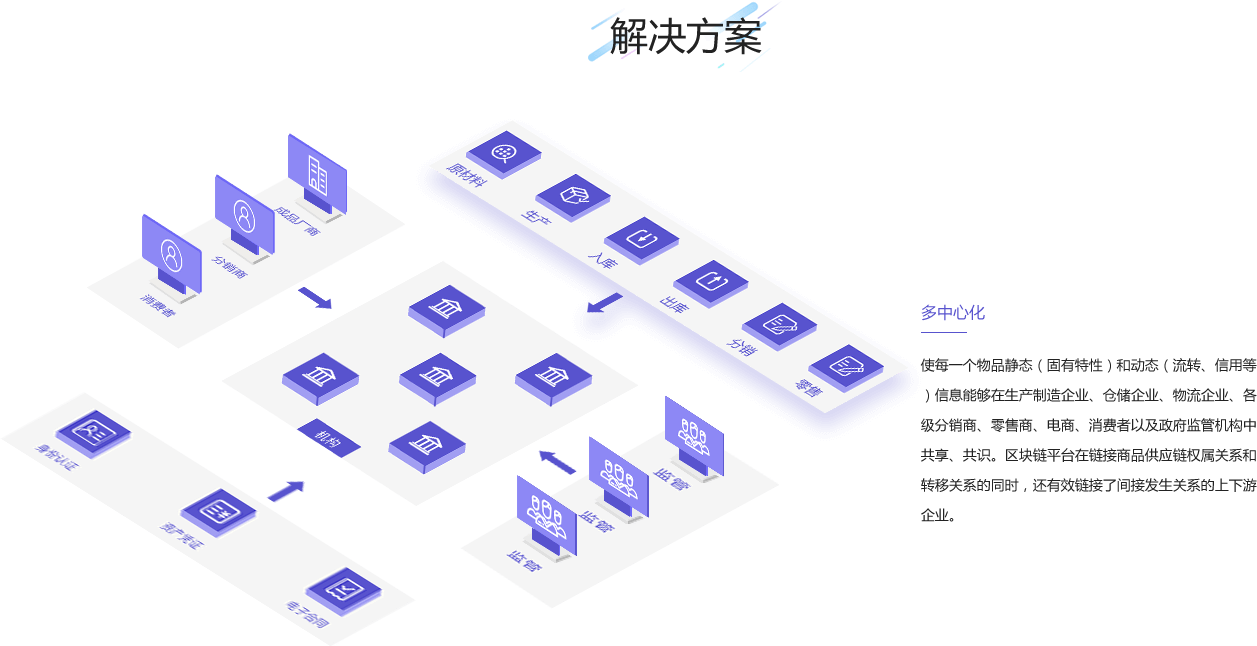 解决方案
成品厂商
分销商
消费者
原材料
生产
入库
出库
分销
零售
机构
身份认证
资产凭证
电子合同
监管
监管
监管
多中心化
使每一个物品静态（固有特性）和动态（流转、信用等
）信息能够在生产制造企业、仓储企业、物流企业、各
级分销商、零售商、电商、消费者以及政府监管机构中
共享、共识。区块链平台在链接商品供应链权属关系和
转移关系的同时，还有效链接了间接发生关系的上下游
企业。